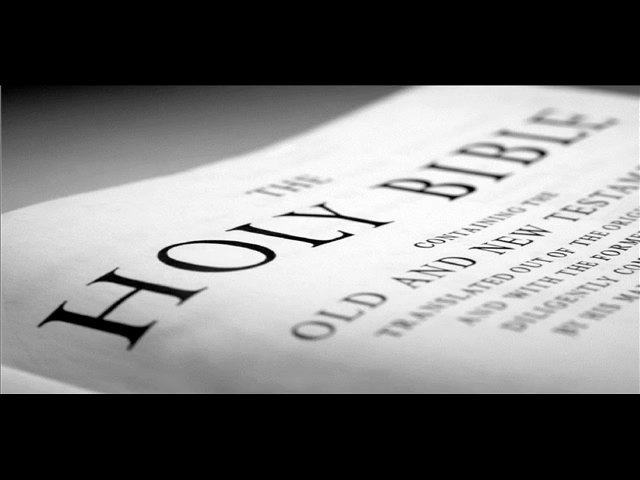 THE
HOLY BIBLE
CONTAINING THE
OLD AND NEW TESTAM
TRANSLATED OUT OF THE ORIG
AND WITH THE FORME
DILIGENTLY CO
BY HIS MA